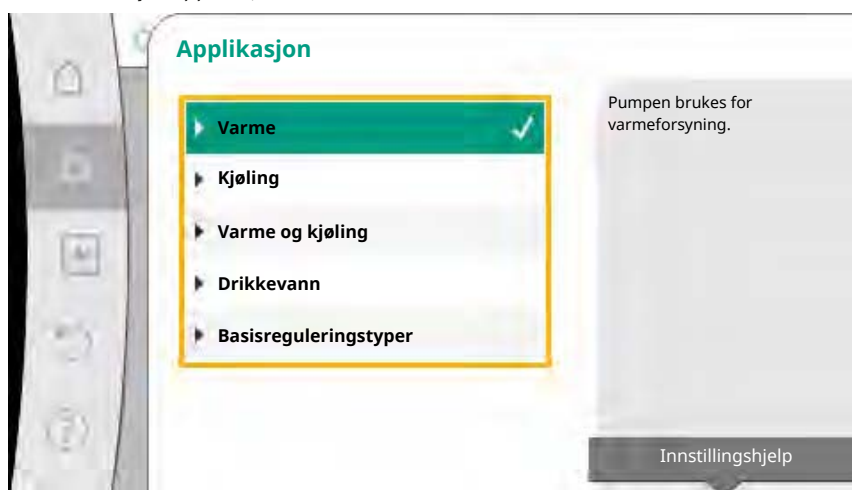 Applikasjon
Varme
Kjøling
Varme og kjøling
Drikkevann
Basisreguleringstyper
Pumpen brukes for
varmeforsyning.
Innstillingshjelp